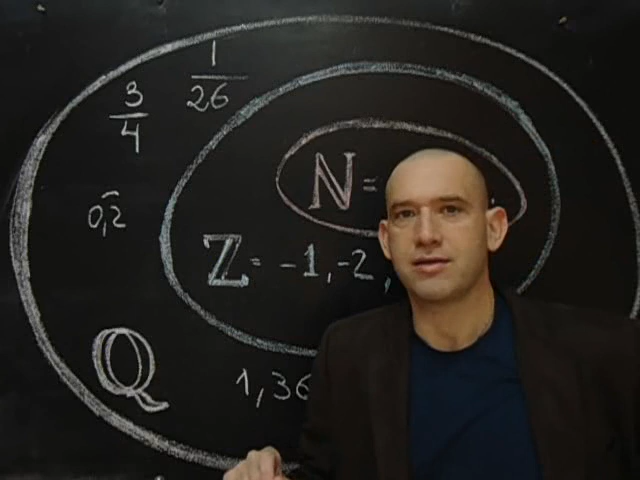 1
26
3
4
0,2̄
N =
Z = -1, -2,
Q
1,36